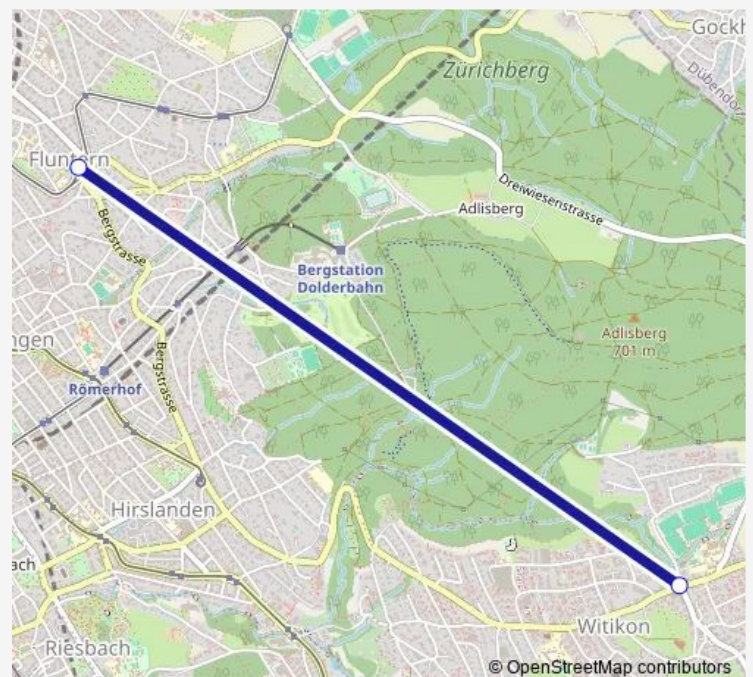 Gockh
Zürichberg
Dübendorf
Fluntern
Dreiwiesenstrasse
Adlisberg
Bergstrasse
Bergstation
Dolderbahn
Adlisberg
701 m
ngen
Bergstrasse
Römerhof
Hirslanden
ach
Witikon
Riesbach
© OpenStreetMap contributors